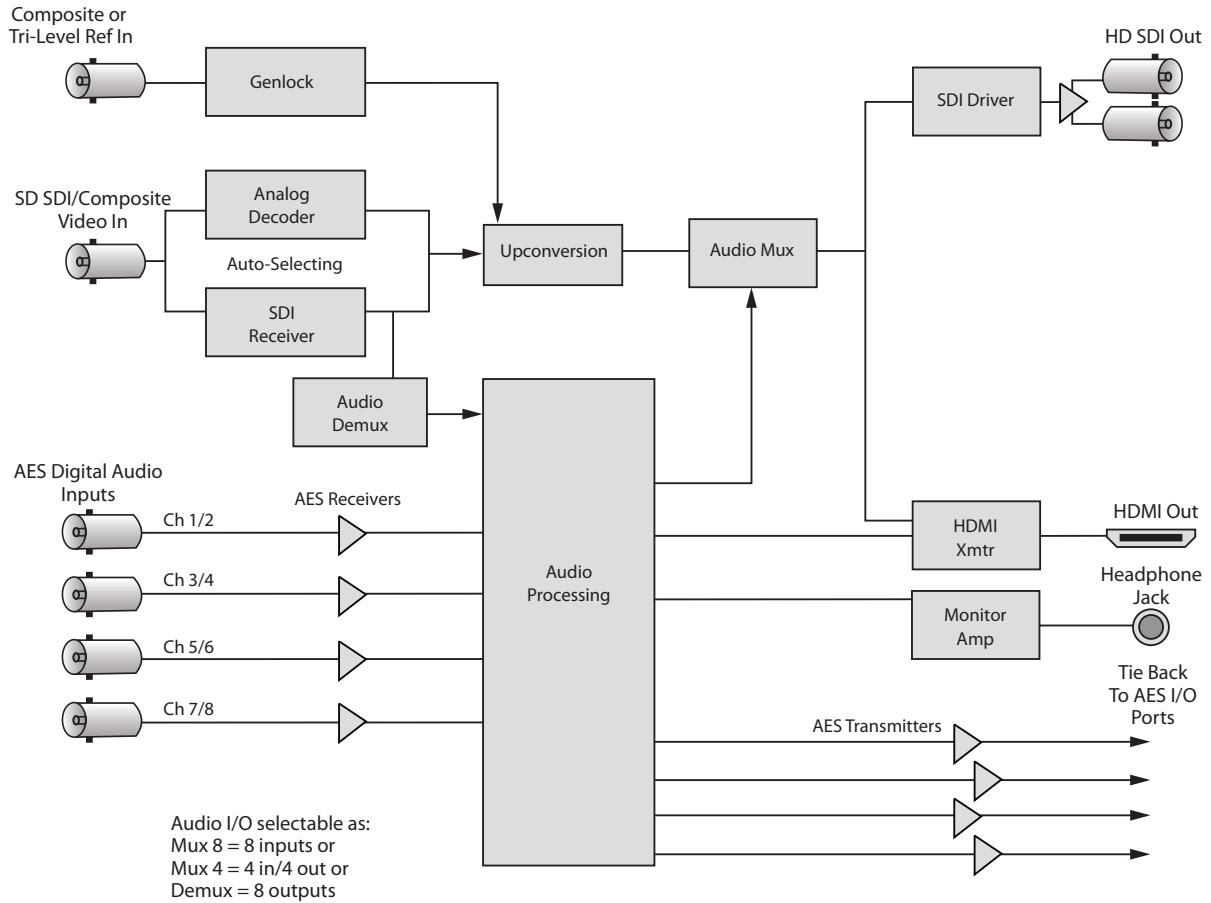 Composite or
Tri-Level Ref In
Genlock
HD SDI Out
SDI Driver
SD SDI/Composite
Video In
Analog
Decoder
Auto-Selecting
SDI
Receiver
Upconversion
Audio Mux
Audio
Demux
AES Digital Audio
Inputs
AES Receivers
Ch 1/2
Ch 3/4
Ch 5/6
Ch 7/8
Audio
Processing
HDMI
Xmtr
HDMI Out
Headphone
Jack
Monitor
Amp
Tie Back
To AES I/O
Ports
AES Transmitters
Audio I/O selectable as:
Mux 8 = 8 inputs or
Mux 4 = 4 in/4 out or
Demux = 8 outputs